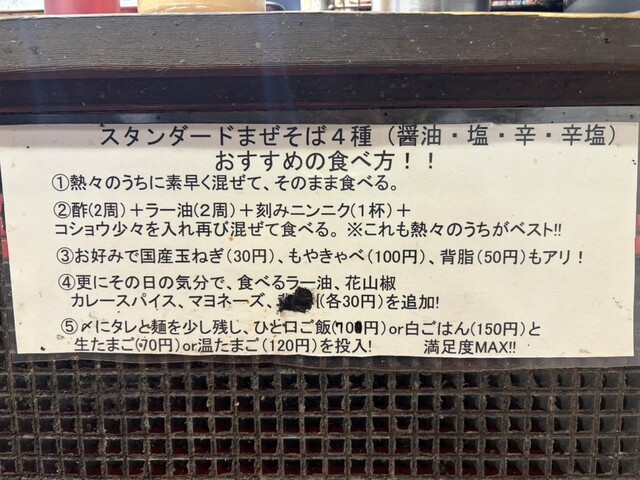 スタンダードまぜそば4種（醤油・塩・辛・辛塩）
おすすめの食べ方！！
①熱々のうちに素早く混ぜて、そのまま食べる。
②酢(2周)＋ラー油(2周)＋刻みニンニク(1杯)＋
コショウ少々を入れ再び混ぜて食べる。 ※これも熱々のうちがベスト!!
③お好みで国産玉ねぎ(30円)、もやきゃべ(100円)、背脂(50円)もアリ！
④更にその日の気分で、食べるラー油、花山椒
カレースパイス、マヨネーズ、(各30円)を追加!
⑤〆にタレと麺を少し残し、ひと口ご飯(100円)or白ごはん(150円)と
生たまご(70円)or温たまご(120円)を投入! 満足度MAX!!